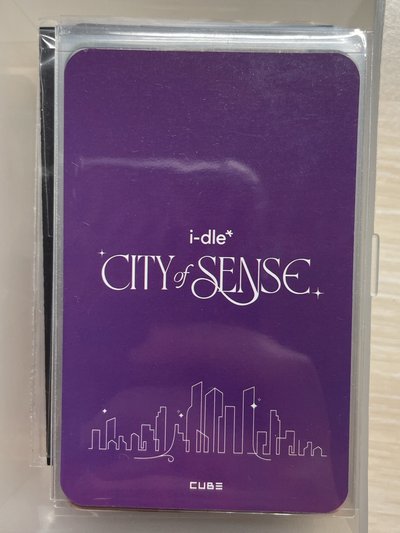 i-dle*
CITY of SENSE
CUBE